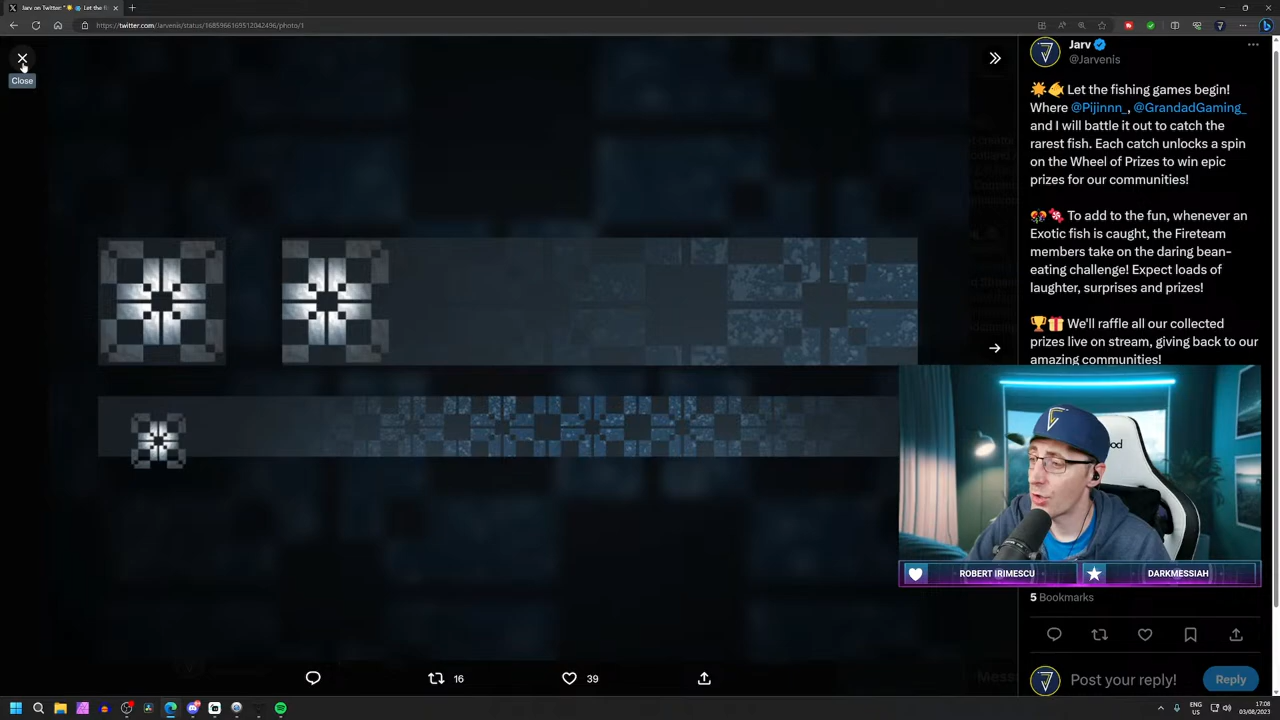 Jarv on Twitter: "
Let the fi
https://twitter.com/Jarvenis/status/1685966169512042496/photo/1
Close
Jarv
@Jarvenis
Let the fishing games begin!
Where @Pijinnn_, @GrandadGaming_
and I will battle it out to catch the
rarest fish. Each catch unlocks a spin
on the Wheel of Prizes to win epic
prizes for our communities!
To add to the fun, whenever an
Exotic fish is caught, the Fireteam
members take on the daring bean-
eating challenge! Expect loads of
laughter, surprises and prizes!
We'll raffle all our collected
prizes live on stream, giving back to our
amazing communities!
ood
ROBERT IRIMESCU
DARKMESSIAH
5 Bookmarks
16
39
Mess
Post your reply!
Reply
ENG
US
17:08
03/08/2023